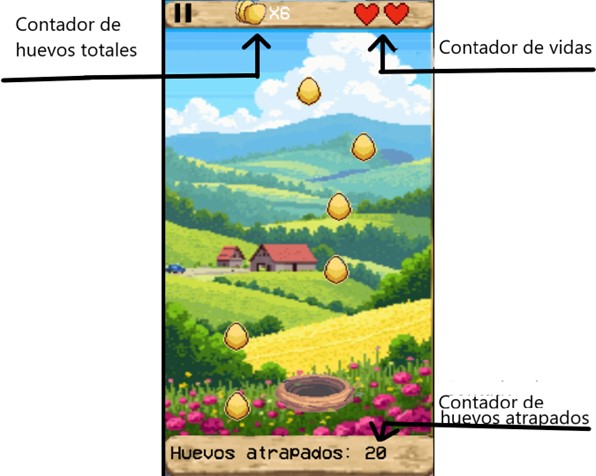 Contador de
huevos totales
X6
Contador de vidas
Contador de
huevos atrapados
Huevos atrapados: 20